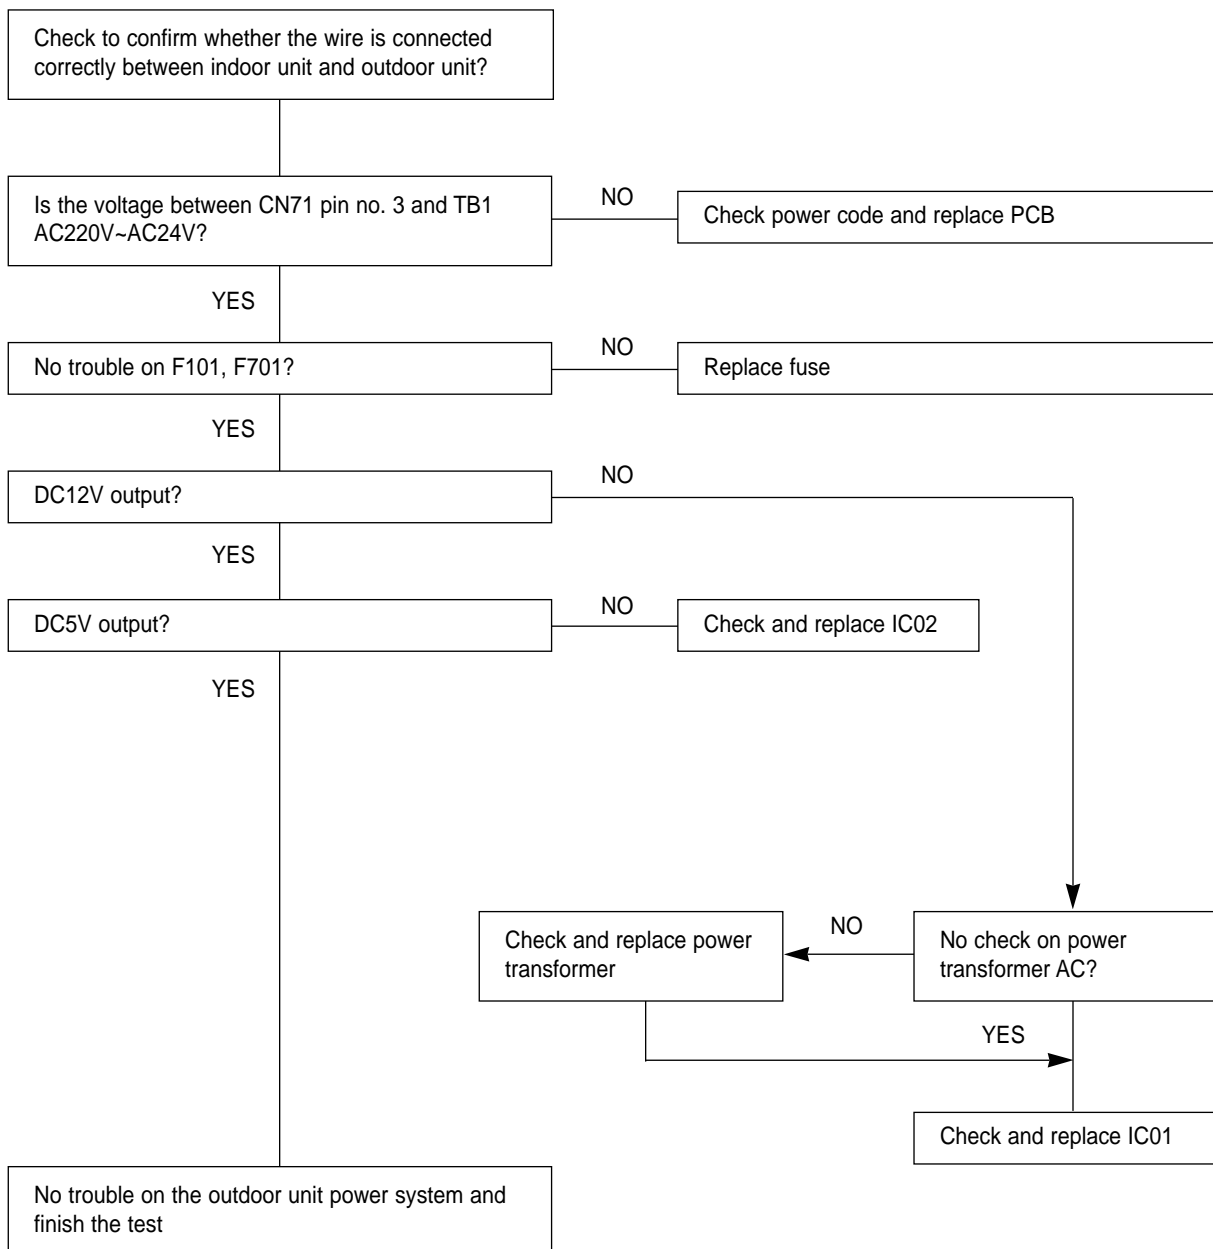 Check to confirm whether the wire is connected
correctly between indoor unit and outdoor unit?
Is the voltage between CN71 pin no. 3 and TB1
AC220V~AC24V?
NO
Check power code and replace PCB
YES
No trouble on F101, F701?
NO
Replace fuse
YES
DC12V output?
NO
YES
DC5V output?
NO
Check and replace IC02
YES
Check and replace power
transformer
NO
No check on power
transformer AC?
YES
Check and replace IC01
No trouble on the outdoor unit power system and
finish the test